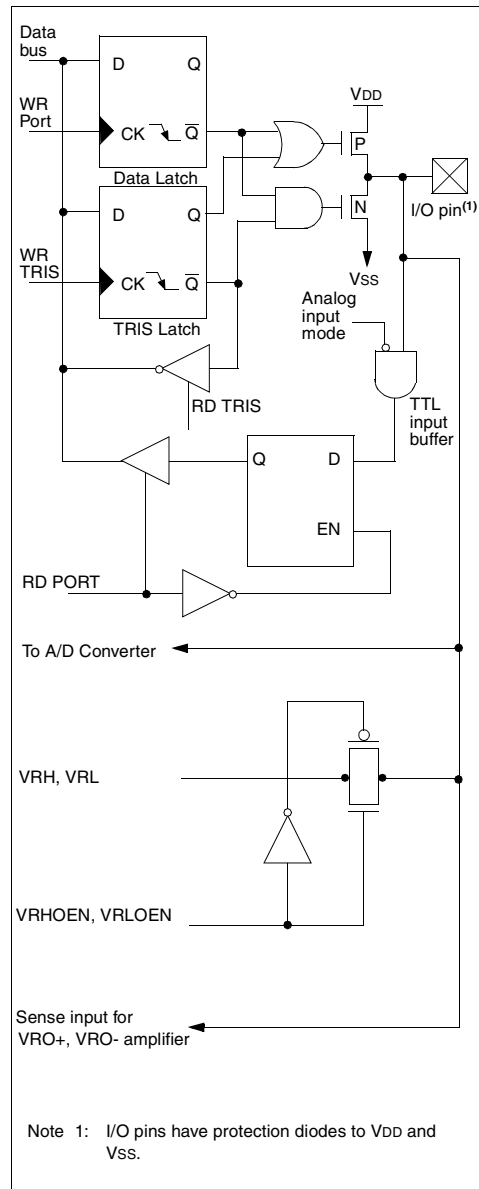 Data
bus
D Q
WR
Port
CK Q
Data Latch
VDD
P
I/O pin(1)
N
VSS
D Q
WR
TRIS
CK Q
TRIS Latch
Analog
input
mode
TTL
input
buffer
RD TRIS
Q D
EN
RD PORT
To A/D Converter
VRH, VRL
VRHOEN, VRLOEN
Sense input for
VRO+, VRO- amplifier
Note 1: I/O pins have protection diodes to VDD and
VSS.